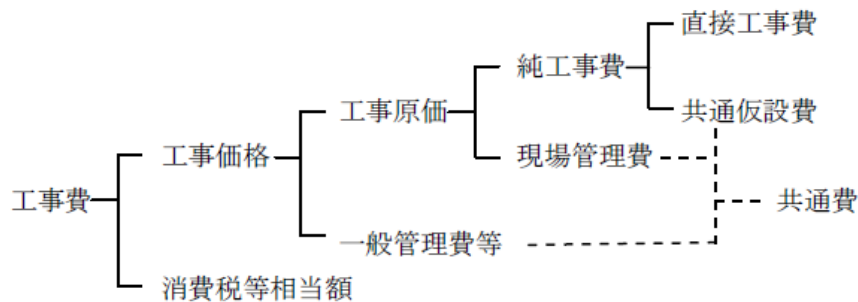 直接工事費
純工事費
工事原価
共通仮設費
工事価格
現場管理費
工事費
共通費
一般管理費等
消費税等相当額